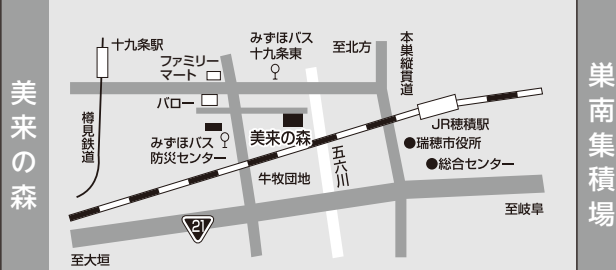 美来の森
十九条駅
ファミリー
マート
みずほバス
十九条東
至北方
本巣縦貫道
バロー
樽見鉄道
みずほバス
防災センター
美来の森
JR穂積駅
●瑞穂市役所
●総合センター
五六川
牛牧団地
21
至岐阜
至大垣
巣南集積場